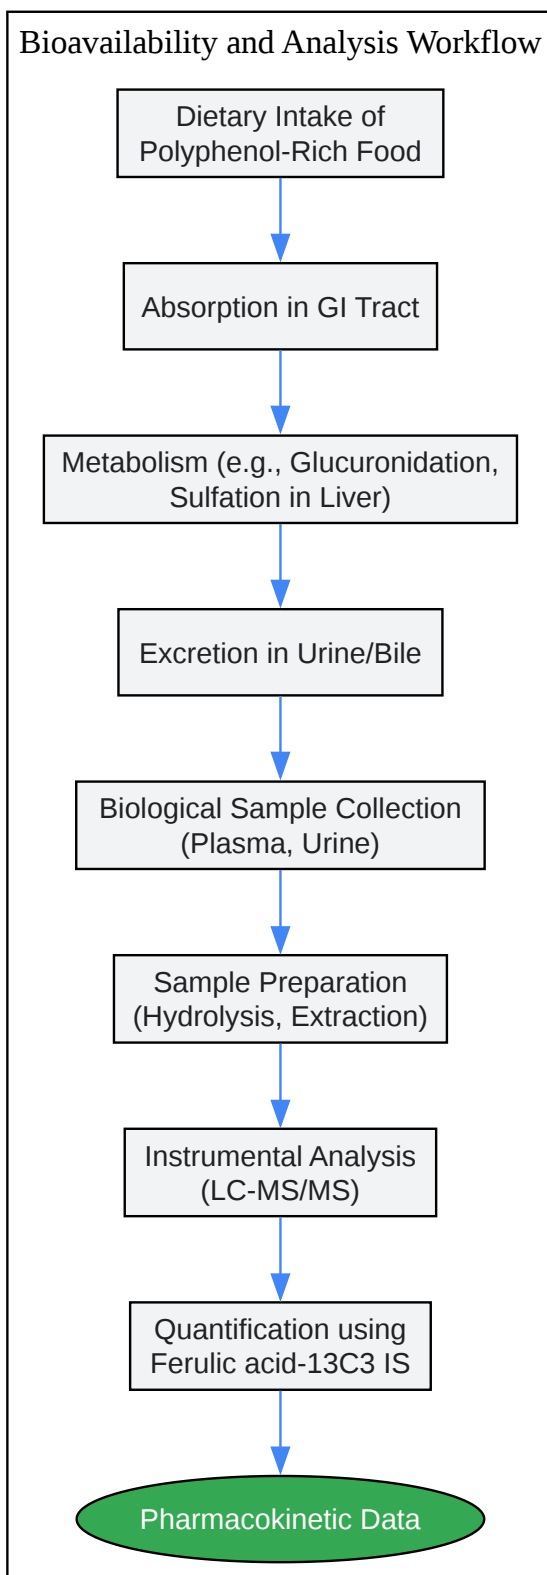 Bioavailability and Analysis Workflow
Dietary Intake of
Polyphenol-Rich Food
Absorption in GI Tract
Metabolism (e.g., Glucuronidation,
Sulfation in Liver)
Excretion in Urine/Bile
Biological Sample Collection
(Plasma, Urine)
Sample Preparation
(Hydrolysis, Extraction)
Instrumental Analysis
(LC-MS/MS)
Quantification using
Ferulic acid-13C3 IS
Pharmacokinetic Data